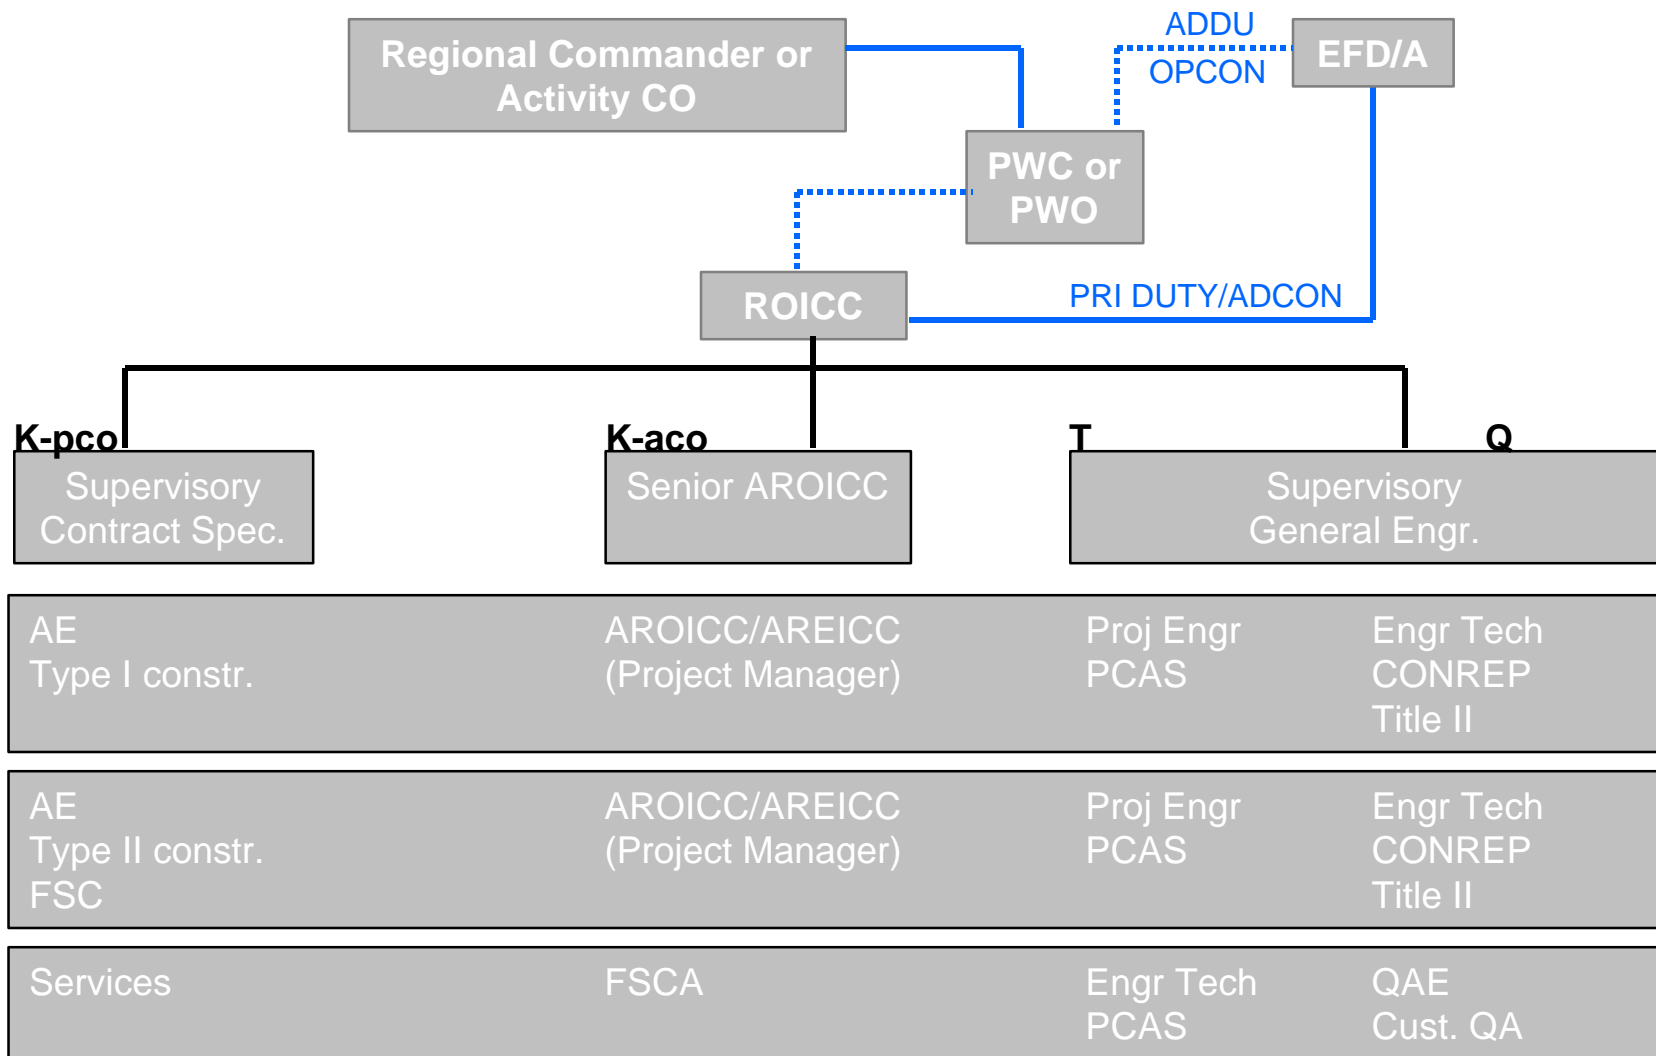 Regional Commander or
Activity CO
ADDU
OPCON
EFD/A
PWC or
PWO
ROICC
PRI DUTY/ADCON
K-pco
K-aco
T
Q
Supervisory
Contract Spec.
Senior AROICC
Supervisory
General Engr.
AE
Type I constr.
AROICC/AREICC
(Project Manager)
Proj Engr
PCAS
Engr Tech
CONREP
Title II
AE
Type II constr.
FSC
AROICC/AREICC
(Project Manager)
Proj Engr
PCAS
Engr Tech
CONREP
Title II
Services
FSCA
Engr Tech
PCAS
QAE
Cust. QA